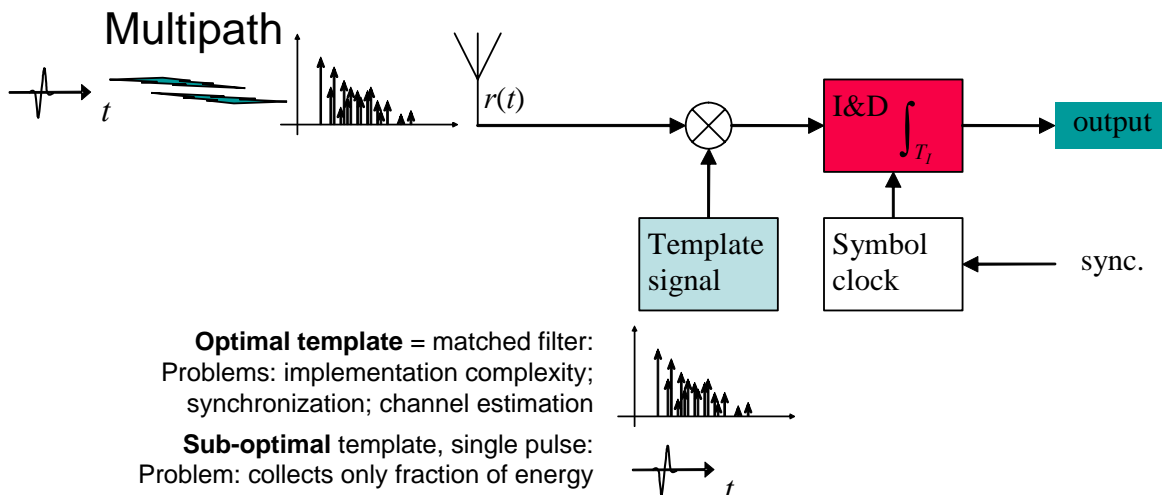 Multipath
t
r(t)
I&D ∫T_I
output
Template
signal
Symbol
clock
sync.
Optimal template = matched filter:
Problems: implementation complexity;
synchronization; channel estimation
Sub-optimal template, single pulse:
Problem: collects only fraction of energy
t